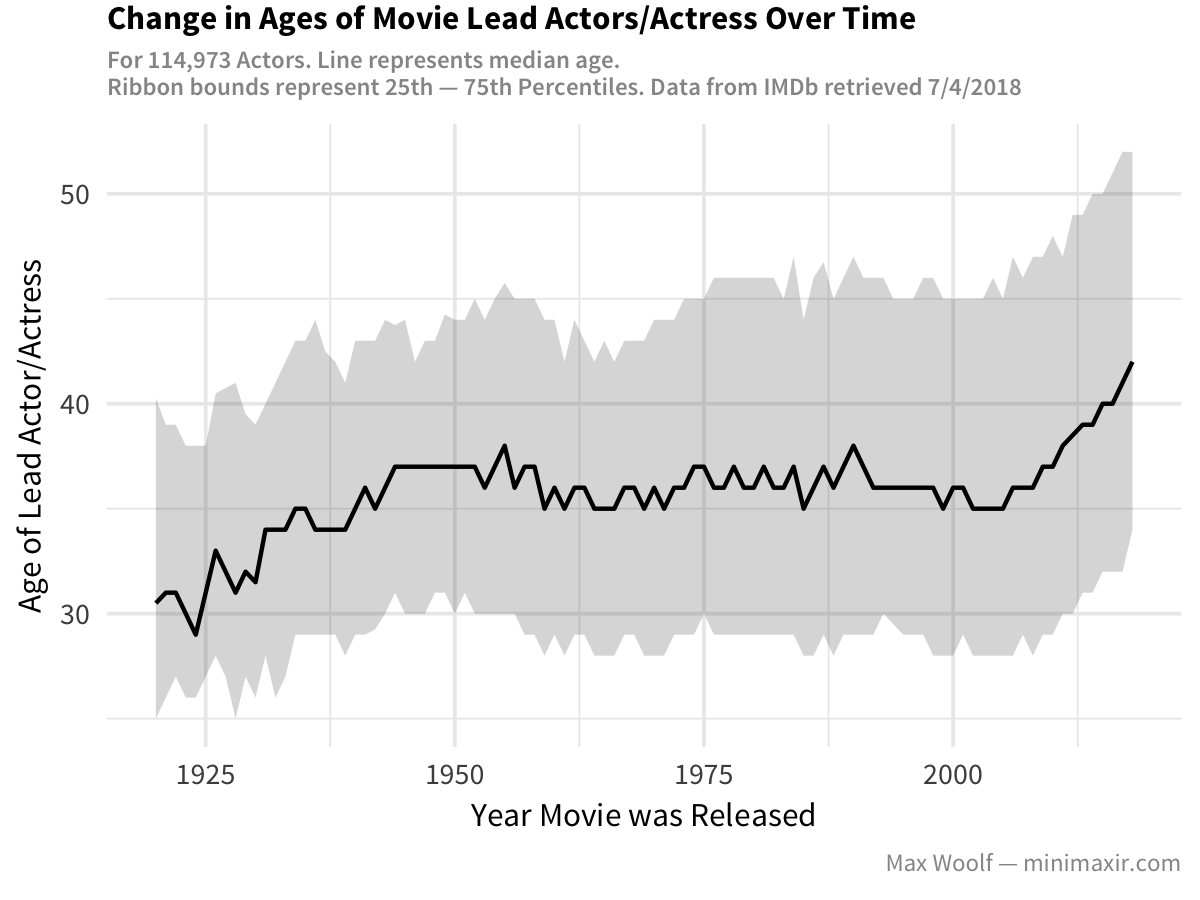 Change in Ages of Movie Lead Actors/Actress Over Time
For 114,973 Actors. Line represents median age.
Ribbon bounds represent 25th — 75th Percentiles. Data from IMDb retrieved 7/4/2018
50
40
30
Age of Lead Actor/Actress
1925 1950 1975 2000
Year Movie was Released
Max Woolf — minimaxir.com